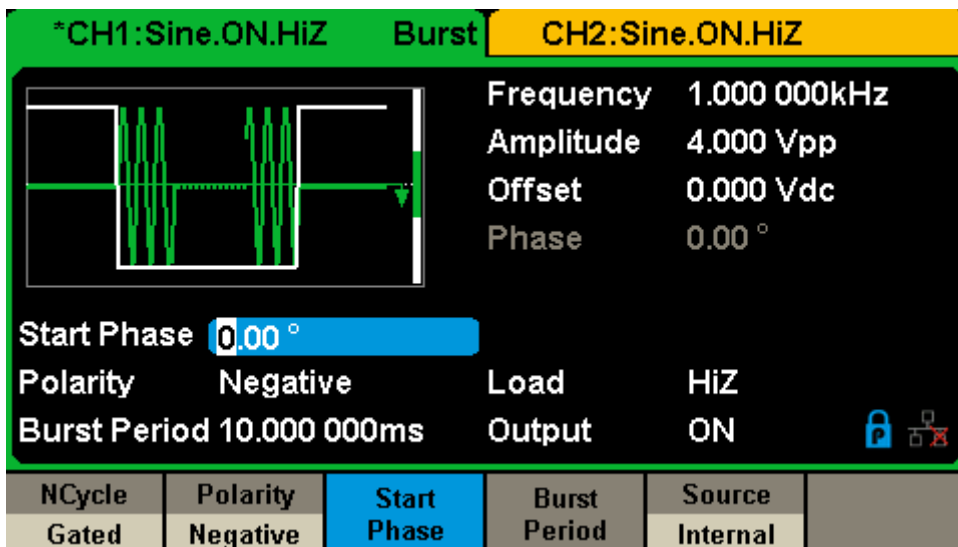 *CH1:Sine.ON.HiZ Burst CH2:Sine.ON.HiZ
Frequency 1.000 000kHz
Amplitude 4.000 Vpp
Offset 0.000 Vdc
Phase 0.00 °
Start Phase 0.00 °
Polarity Negative Load HiZ
Burst Period 10.000 000ms Output ON P
NCycle Polarity Start Burst Source
Gated Negative Phase Period Internal